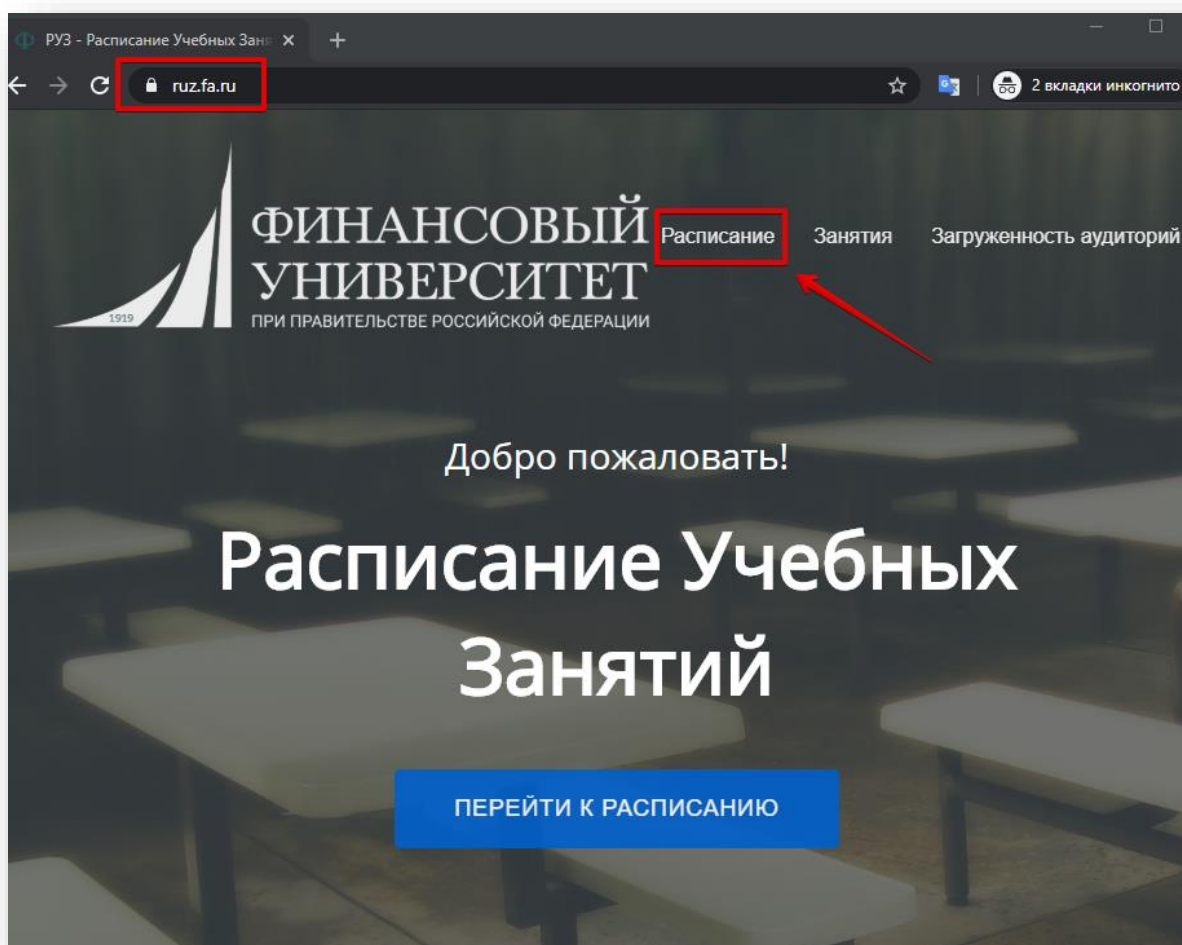 РУЗ - Расписание Учебных Заня
ruz.fa.ru
2 вкладки инкогнито
ФИНАНСОВЫЙ
УНИВЕРСИТЕТ
ПРИ ПРАВИТЕЛЬСТВЕ РОССИЙСКОЙ ФЕДЕРАЦИИ
1919
Расписание Занятия Загруженность аудиторий
Добро пожаловать!
Расписание Учебных
Занятий
ПЕРЕЙТИ К РАСПИСАНИЮ